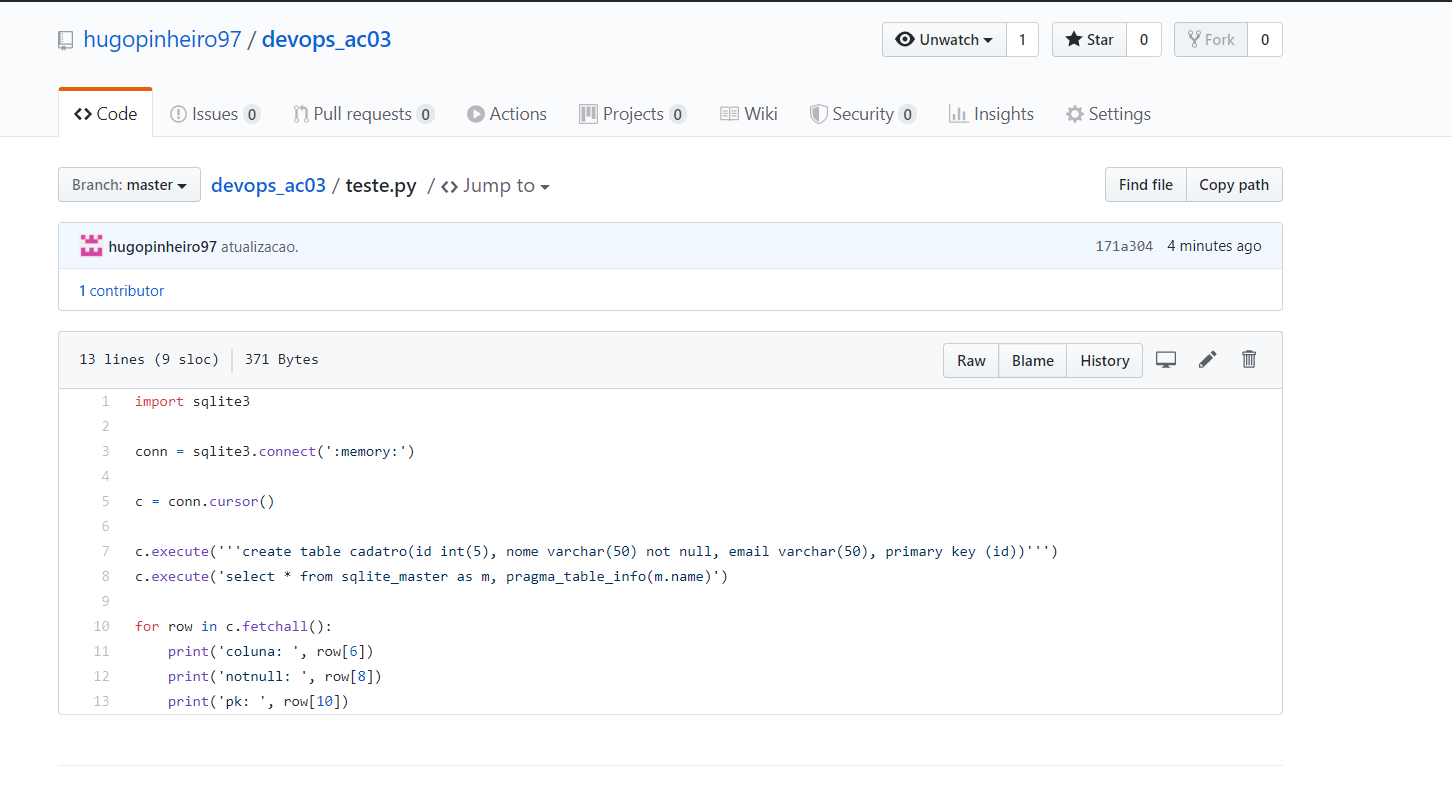 hugopinheiro97 / devops_ac03
Unwatch 1 Star 0 Fork 0
Code Issues 0 Pull requests 0 Actions Projects 0 Wiki Security 0 Insights Settings
Branch: master devops_ac03 / teste.py / <> Jump to Find file Copy path
hugopinheiro97 atualizacao. 171a304 4 minutes ago
1 contributor
13 lines (9 sloc) 371 Bytes Raw Blame History
1 import sqlite3
2
3 conn = sqlite3.connect(':memory:')
4
5 c = conn.cursor()
6
7 c.execute('''create table cadatro(id int(5), nome varchar(50) not null, email varchar(50), primary key (id))''')
8 c.execute('select * from sqlite_master as m, pragma_table_info(m.name)')
9
10 for row in c.fetchall():
11     print('coluna: ', row[6])
12     print('notnull: ', row[8])
13     print('pk: ', row[10])